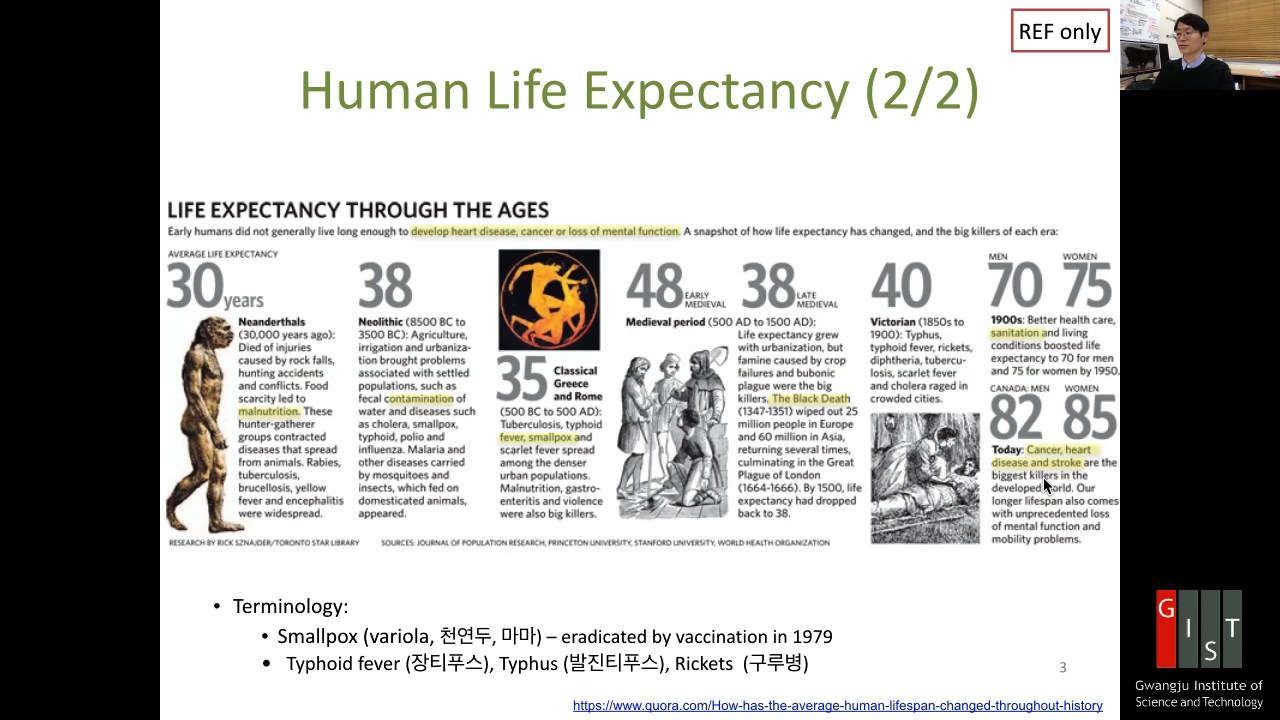 REF only
Human Life Expectancy (2/2)
LIFE EXPECTANCY THROUGH THE AGES
Early humans did not generally live long enough to develop heart disease, cancer or loss of mental function. A snapshot of how life expectancy has changed, and the big killers of each era:
AVERAGE LIFE EXPECTANCY
30 years
Neanderthals
(30,000 years ago):
Died of injuries
caused by rock falls,
hunting accidents
and conflicts. Food
scarcity led to
malnutrition. These
hunter-gatherer
groups contracted
diseases that spread
from animals. Rabies,
tuberculosis,
brucellosis, yellow
fever and encephalitis
were widespread.
38
Neolithic (8500 BC to
3500 BC): Agriculture,
irrigation and urbaniza-
tion brought problems
associated with settled
populations, such as
fecal contamination of
water and diseases such
as cholera, smallpox,
typhoid, polio and
influenza. Malaria and
other diseases carried
by mosquitoes and
insects, which fed on
domesticated animals,
appeared.
35 Classical
Greece
and Rome
(500 BC to 500 AD):
Tuberculosis, typhoid
fever, smallpox and
scarlet fever spread
among the denser
urban populations.
Malnutrition, gastro-
enteritis and violence
were also big killers.
48 EARLY
MEDIEVAL
38 LATE
MEDIEVAL
Medieval period (500 AD to 1500 AD):
Life expectancy grew
with urbanization, but
famine caused by crop
failures and bubonic
plague were the big
killers. The Black Death
(1347-1351) wiped out 25
million people in Europe
and 60 million in Asia,
returning several times,
culminating in the Great
Plague of London
(1664-1666). By 1500, life
expectancy had dropped
back to 38.
40
Victorian (1850s to
1900): Typhus,
typhoid fever, rickets,
diphtheria, tubercu-
losis, scarlet fever
and cholera raged in
crowded cities.
MEN WOMEN
70 75
1900s: Better health care,
sanitation and living
conditions boosted life
expectancy to 70 for men
and 75 for women by 1950.
CANADA: MEN WOMEN
82 85
Today: Cancer, heart
disease and stroke are the
biggest killers in the
developed world. Our
longer lifespan also comes
with unprecedented loss
of mental function and
mobility problems.
RESEARCH BY RICK SZNAJDER/TORONTO STAR LIBRARY
SOURCES: JOURNAL OF POPULATION RESEARCH, PRINCETON UNIVERSITY, STANFORD UNIVERSITY, WORLD HEALTH ORGANIZATION
• Terminology:
• Smallpox (variola, 천연두, 마마) – eradicated by vaccination in 1979
• Typhoid fever (장티푸스), Typhus (발진티푸스), Rickets (구루병)
3
https://www.quora.com/How-has-the-average-human-lifespan-changed-throughout-history
GIST
Gwangju Institute of
Science and Technology